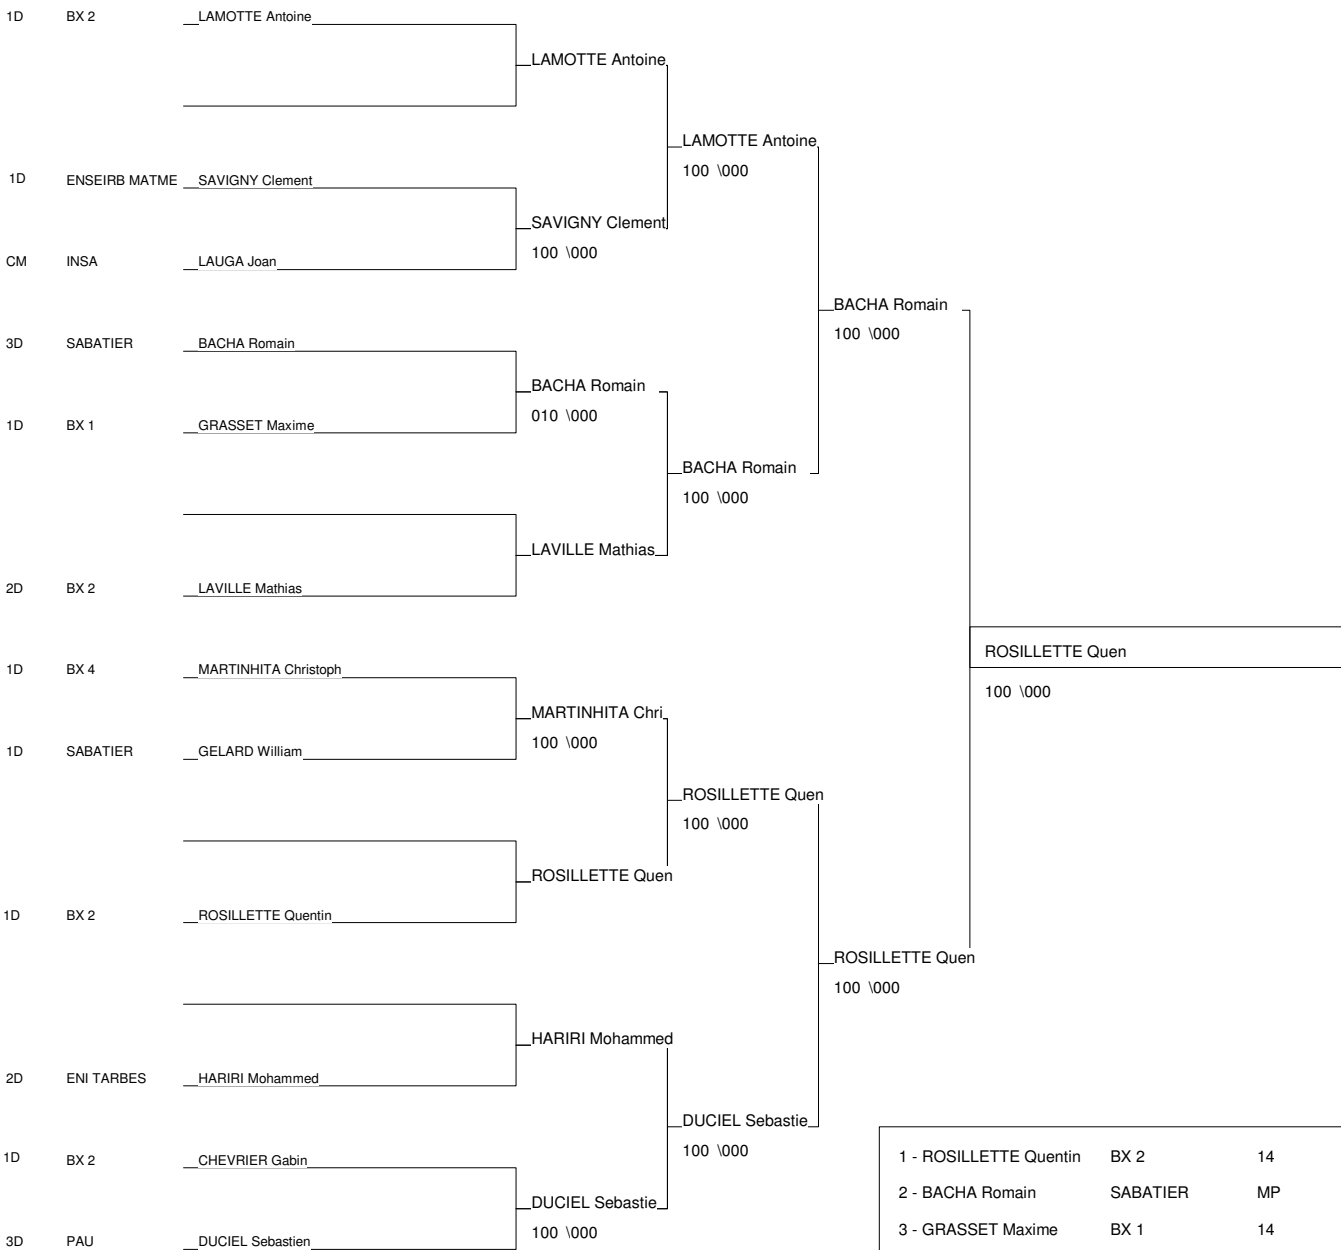 1D BX 2 LAMOTTE Antoine
LAMOTTE Antoine
LAMOTTE Antoine
100 \000
1D ENSEIRB MATME SAVIGNY Clement
SAVIGNY Clement
100 \000
CM INSA LAUGA Joan
BACHA Romain
100 \000
3D SABATIER BACHA Romain
BACHA Romain
010 \000
1D BX 1 GRASSET Maxime
BACHA Romain
100 \000
LAVILLE Mathias
2D BX 2 LAVILLE Mathias
ROSILLETTE Quen
100 \000
1D BX 4 MARTINHITA Christoph
MARTINHITA Chri
100 \000
1D SABATIER GELARD William
ROSILLETTE Quen
100 \000
ROSILLETTE Quen
1D BX 2 ROSILLETTE Quentin
ROSILLETTE Quen
100 \000
HARIRI Mohammed
2D ENI TARBES HARIRI Mohammed
DUCIEL Sebastie
100 \000
1D BX 2 CHEVRIER Gabin
DUCIEL Sebastie
100 \000
3D PAU DUCIEL Sebastien
1 - ROSILLETTE Quentin BX 2 14
2 - BACHA Romain SABATIER MP
3 - GRASSET Maxime BX 1 14